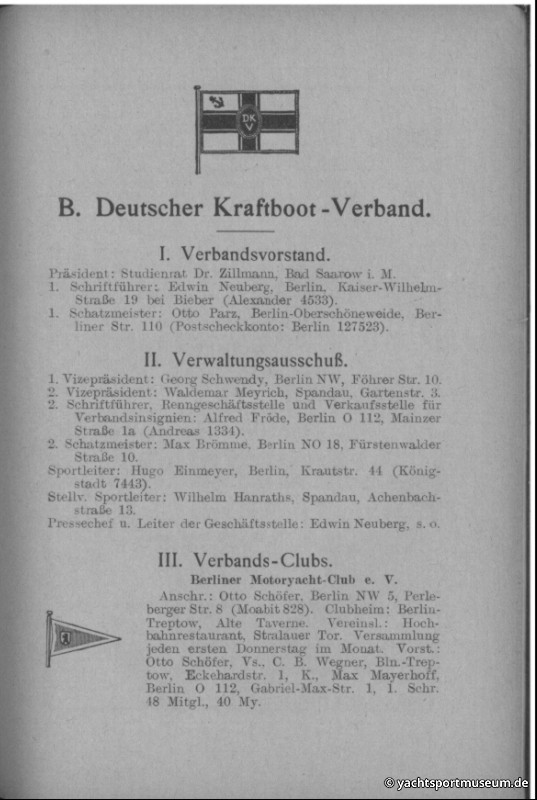 DK
V
B. Deutscher Kraftboot-Verband.
I. Verbandsvorstand.
Präsident: Studienrat Dr. Zillmann, Bad Saarow i. M.
1. Schriftführer: Edwin Neuberg, Berlin, Kaiser-Wilhelm-
Straße 19 bei Bieber (Alexander 4533).
1. Schatzmeister: Otto Parz, Berlin-Oberschöneweide, Ber-
liner Str. 110 (Postscheckkonto: Berlin 127523).
II. Verwaltungsausschuß.
1. Vizepräsident: Georg Schwendy, Berlin NW, Föhrer Str. 10.
2. Vizepräsident: Waldemar Meyrich, Spandau, Gartenstr. 3.
2. Schriftführer, Renngeschäftsstelle und Verkaufsstelle für
Verbandsinsignien: Alfred Fröde, Berlin O 112, Mainzer
Straße 1a (Andreas 1334).
2. Schatzmeister: Max Brömme, Berlin NO 18, Fürstenwalder
Straße 10.
Sportleiter: Hugo Einmeyer, Berlin, Krautstr. 44 (König-
stadt 7443).
Stellv. Sportleiter: Wilhelm Hanraths, Spandau, Achenbach-
straße 13.
Pressechef u. Leiter der Geschäftsstelle: Edwin Neuberg, s. o.
III. Verbands-Clubs.
Berliner Motoryacht-Club e. V.
Anschr.: Otto Schöfer, Berlin NW 5, Perle-
berger Str. 8 (Moabit 828). Clubheim: Berlin-
Treptow, Alte Taverne. Vereinsl.: Hoch-
bahnrestaurant, Stralauer Tor. Versammlung
jeden ersten Donnerstag im Monat. Vorst.:
Otto Schöfer, Vs., C. B. Wegner, Bln.-Trep-
tow, Eckehardstr. 1, K., Max Mayerhoff,
Berlin O 112, Gabriel-Max-Str. 1, 1. Schr.
48 Mitgl., 40 My.
© yachtsportmuseum.de